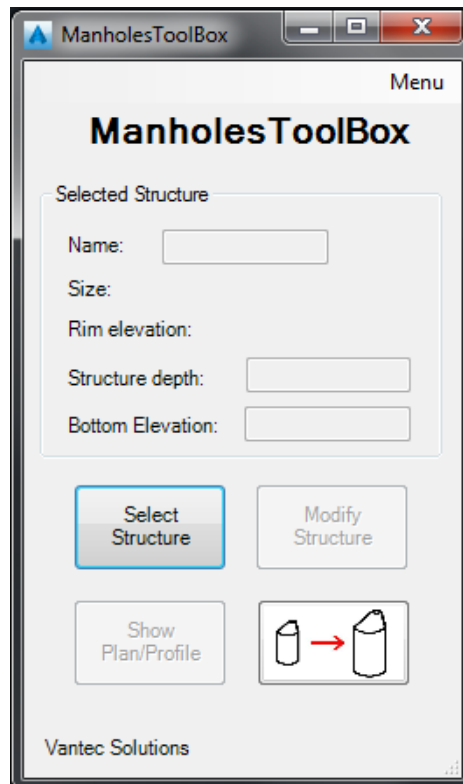 ManholesToolBox
Menu
ManholesToolBox
Selected Structure
Name:
Size:
Rim elevation:
Structure depth:
Bottom Elevation:
Select
Structure
Modify
Structure
Show
Plan/Profile
Vantec Solutions